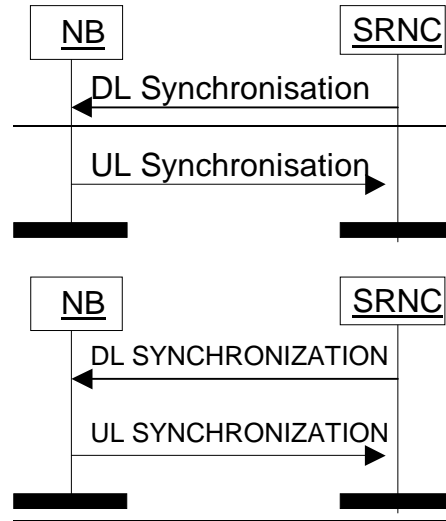 NB SRNC
DL Synchronisation
UL Synchronisation
NB SRNC
DL SYNCHRONIZATION
UL SYNCHRONIZATION